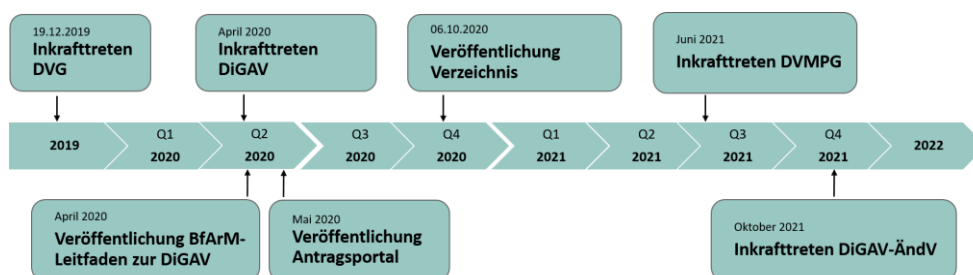 19.12.2019
Inkrafttreten
DVG
April 2020
Inkrafttreten
DiGAV
06.10.2020
Veröffentlichung
Verzeichnis
Juni 2021
Inkrafttreten DVMPG
2019
Q1
2020
Q2
2020
Q3
2020
Q4
2020
Q1
2021
Q2
2021
Q3
2021
Q4
2021
2022
April 2020
Veröffentlichung BfArM-
Leitfaden zur DiGAV
Mai 2020
Veröffentlichung
Antragsportal
Oktober 2021
Inkrafttreten DiGAV-ÄndV